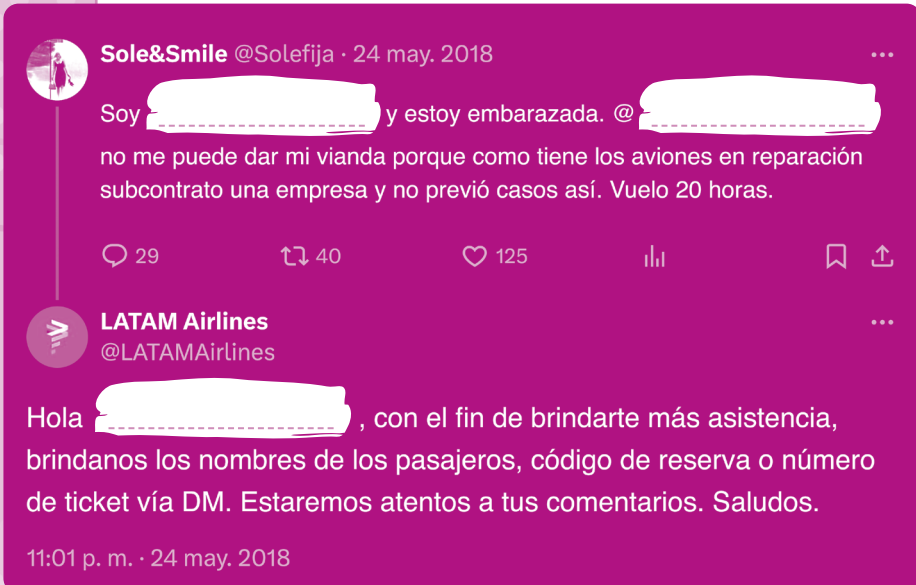 Sole&Smile @Solefija · 24 may. 2018
Soy y estoy embarazada. @
no me puede dar mi vianda porque como tiene los aviones en reparación
subcontrato una empresa y no previó casos así. Vuelo 20 horas.
29 40 125
LATAM Airlines
@LATAMAirlines
Hola , con el fin de brindarte más asistencia,
brindanos los nombres de los pasajeros, código de reserva o número
de ticket vía DM. Estaremos atentos a tus comentarios. Saludos.
11:01 p. m. · 24 may. 2018